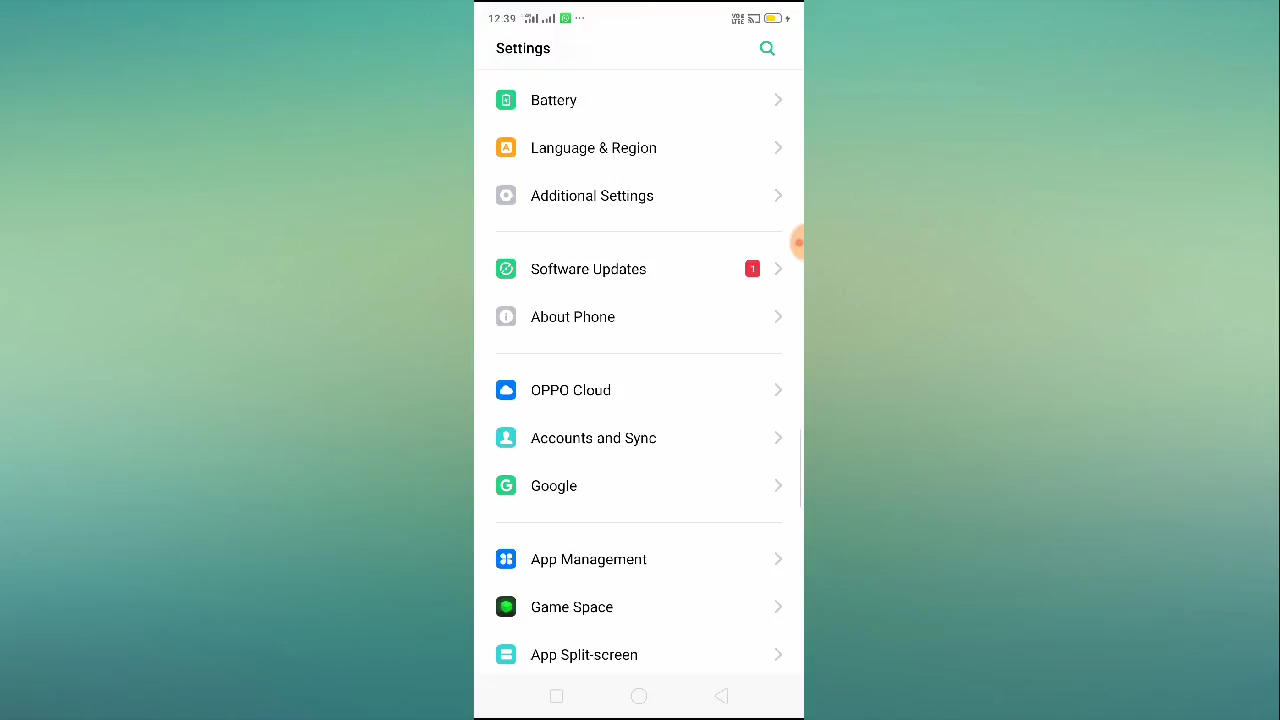 12:39
Settings
Battery
Language & Region
Additional Settings
Software Updates 1
About Phone
OPPO Cloud
Accounts and Sync
Google
App Management
Game Space
App Split-screen